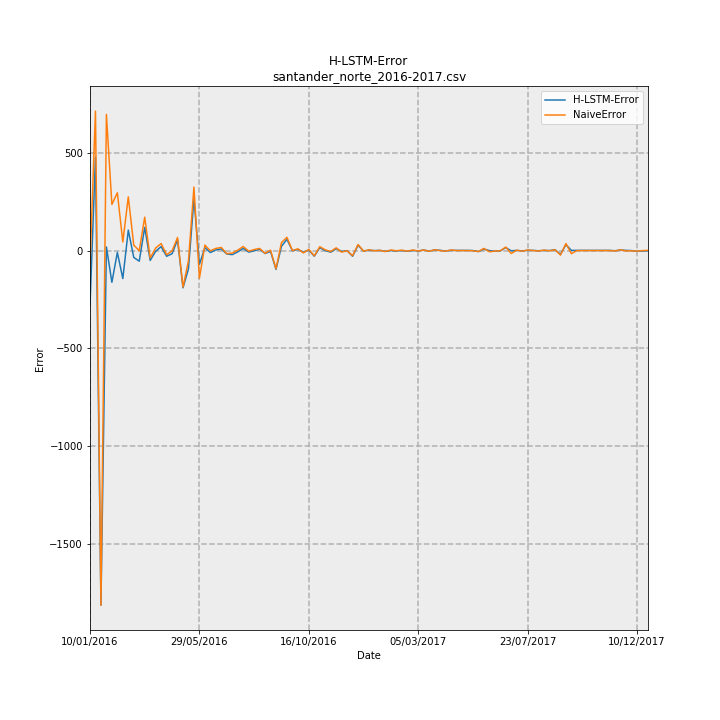 H-LSTM-Error
santander_norte_2016-2017.csv
H-LSTM-Error
NaiveError
500
0
−500
−1000
−1500
Error
10/01/2016 29/05/2016 16/10/2016 05/03/2017 23/07/2017 10/12/2017
Date